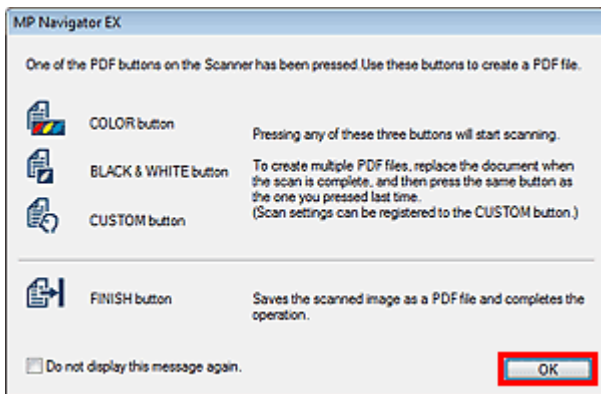 MP Navigator EX
One of the PDF buttons on the Scanner has been pressed.Use these buttons to create a PDF file.
COLOR button
Pressing any of these three buttons will start scanning.
BLACK & WHITE button
To create multiple PDF files, replace the document when
the scan is complete, and then press the same button as
the one you pressed last time.
(Scan settings can be registered to the CUSTOM button.)
CUSTOM button
FINISH button
Saves the scanned image as a PDF file and completes the
operation.
Do not display this message again.
OK